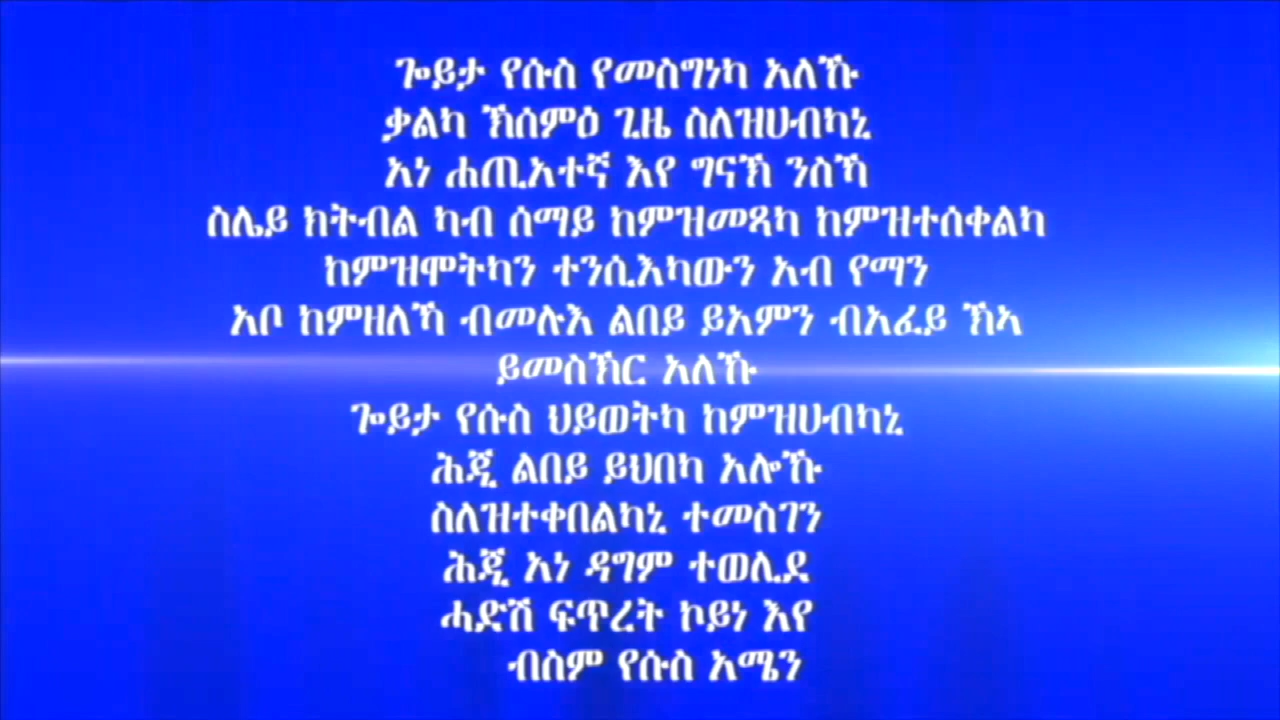 ጐይታ የሱስ የመስግነካ አለኹ
ቃልካ ኽሰምዕ ጊዜ ስለዝሀብካኒ
አነ ሐጢአተኛ እየ ግናኽ ንስኻ
ስሌይ ክትብል ካብ ሰማይ ከምዝመጻካ ከምዝተሰቀልካ
ከምዝሞትካን ተንሲእካውን አብ የማን
አቦ ከምዘለኻ ብመሉእ ልበይ ይአምን ብአፈይ ኽኣ
ይመስኽር አለኹ
ጐይታ የሱስ ህይወትካ ከምዝሀብካኒ
ሕጂ ልበይ ይህበካ አሎኹ
ስለዝተቀበልካኒ ተመስገን
ሕጂ አነ ዳግም ተወሊደ
ሓድሽ ፍጥረት ኮይነ እየ
ብስም የሱስ አሜን